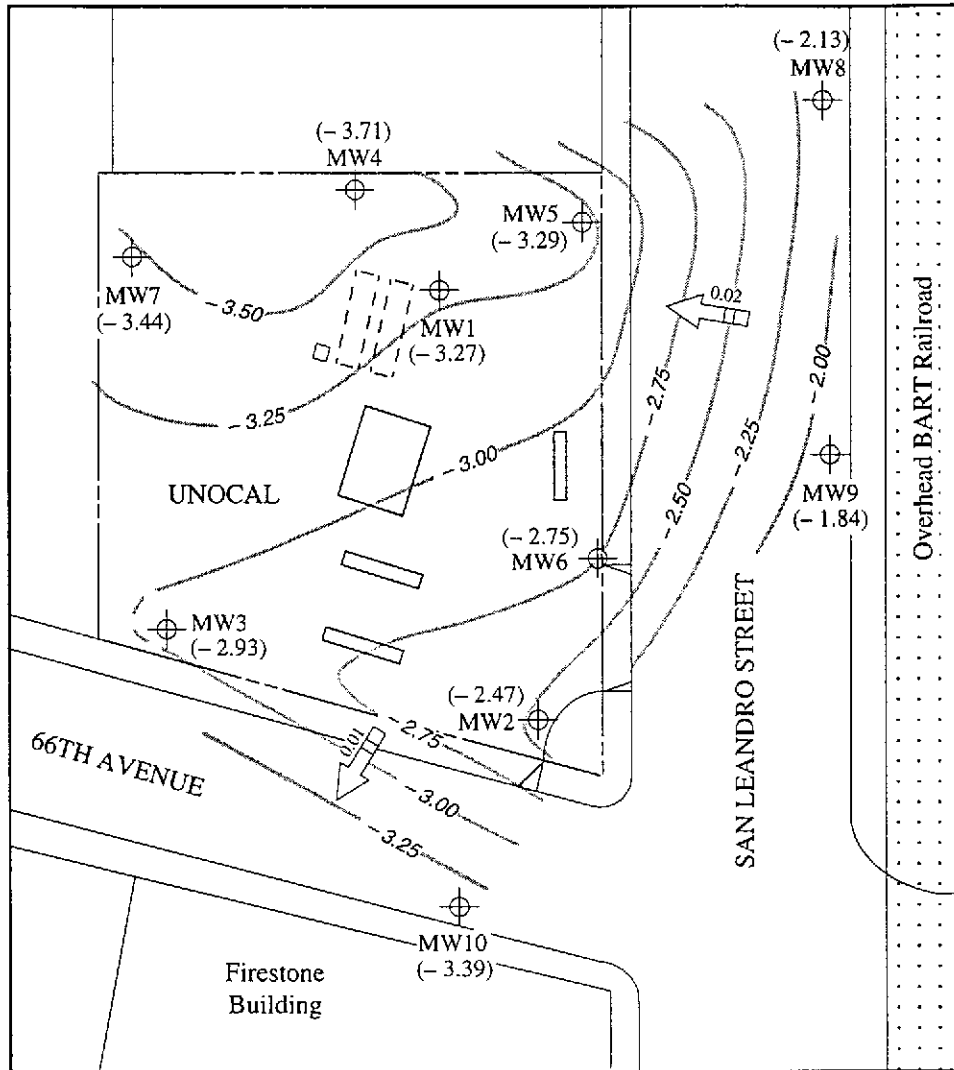 (– 2.13)
MW8
(– 3.71)
MW4
MW5
(– 3.29)
MW7
(– 3.44)
– 3.50
MW1
(– 3.27)
0.02
– 2.00
– 2.75
– 3.25
– 3.00
– 2.25
– 2.50
UNOCAL
Overhead BART Railroad
MW9
(– 1.84)
(– 2.75)
MW6
MW3
(– 2.93)
SAN LEANDRO STREET
(– 2.47)
MW2
66TH AVENUE
0.01
– 2.75
– 3.00
– 3.25
MW10
(– 3.39)
Firestone
Building